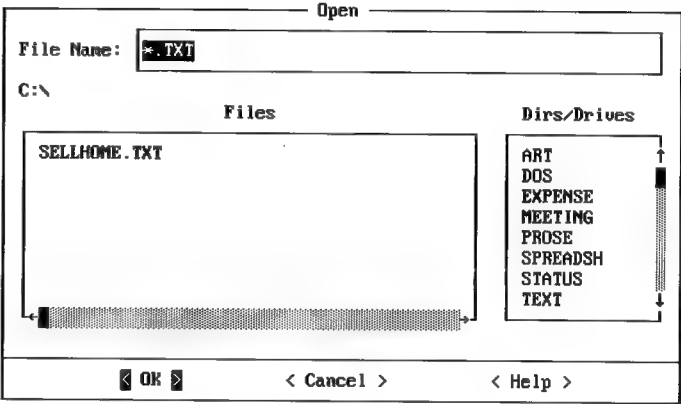 Open
File Name: *.TXT
C:\
Files
Dirs/Drives
SELLHOME.TXT
ART
DOS
EXPENSE
MEETING
PROSE
SPREADSH
STATUS
TEXT
< OK > < Cancel > < Help >